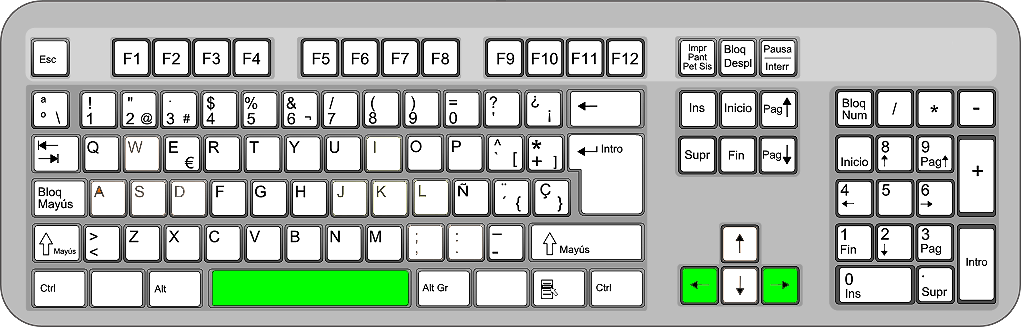 Esc F1 F2 F3 F4 F5 F6 F7 F8 F9 F10 F11 F12
Impr
Pant
Pet Sis
Bloq
Despl
Pausa
Interr
ª
º \
!
1
"
2 @
·
3 #
$
4
%
5
&
6 ¬
/
7
(
8
)
9
=
0
?
'
¿
¡
←
Ins Inicio Pag↑
Bloq
Num
/ * -
Q W E
€
R T Y U I O P
^
` [
*
+ ]
↵ Intro
Supr Fin Pag↓
Inicio
8
↑
9
Pag↑
+
Bloq
Mayús
A S D F G H J K L Ñ
¨
´ {
Ç
}
4
←
5
6
→
Mayús
>
<
Z X C V B N M
;
,
:
.
_
-
Mayús
↑
1
Fin
2
↓
3
Pag
Intro
Ctrl Alt Alt Gr Ctrl
← ↓ →
0
Ins
.
Supr